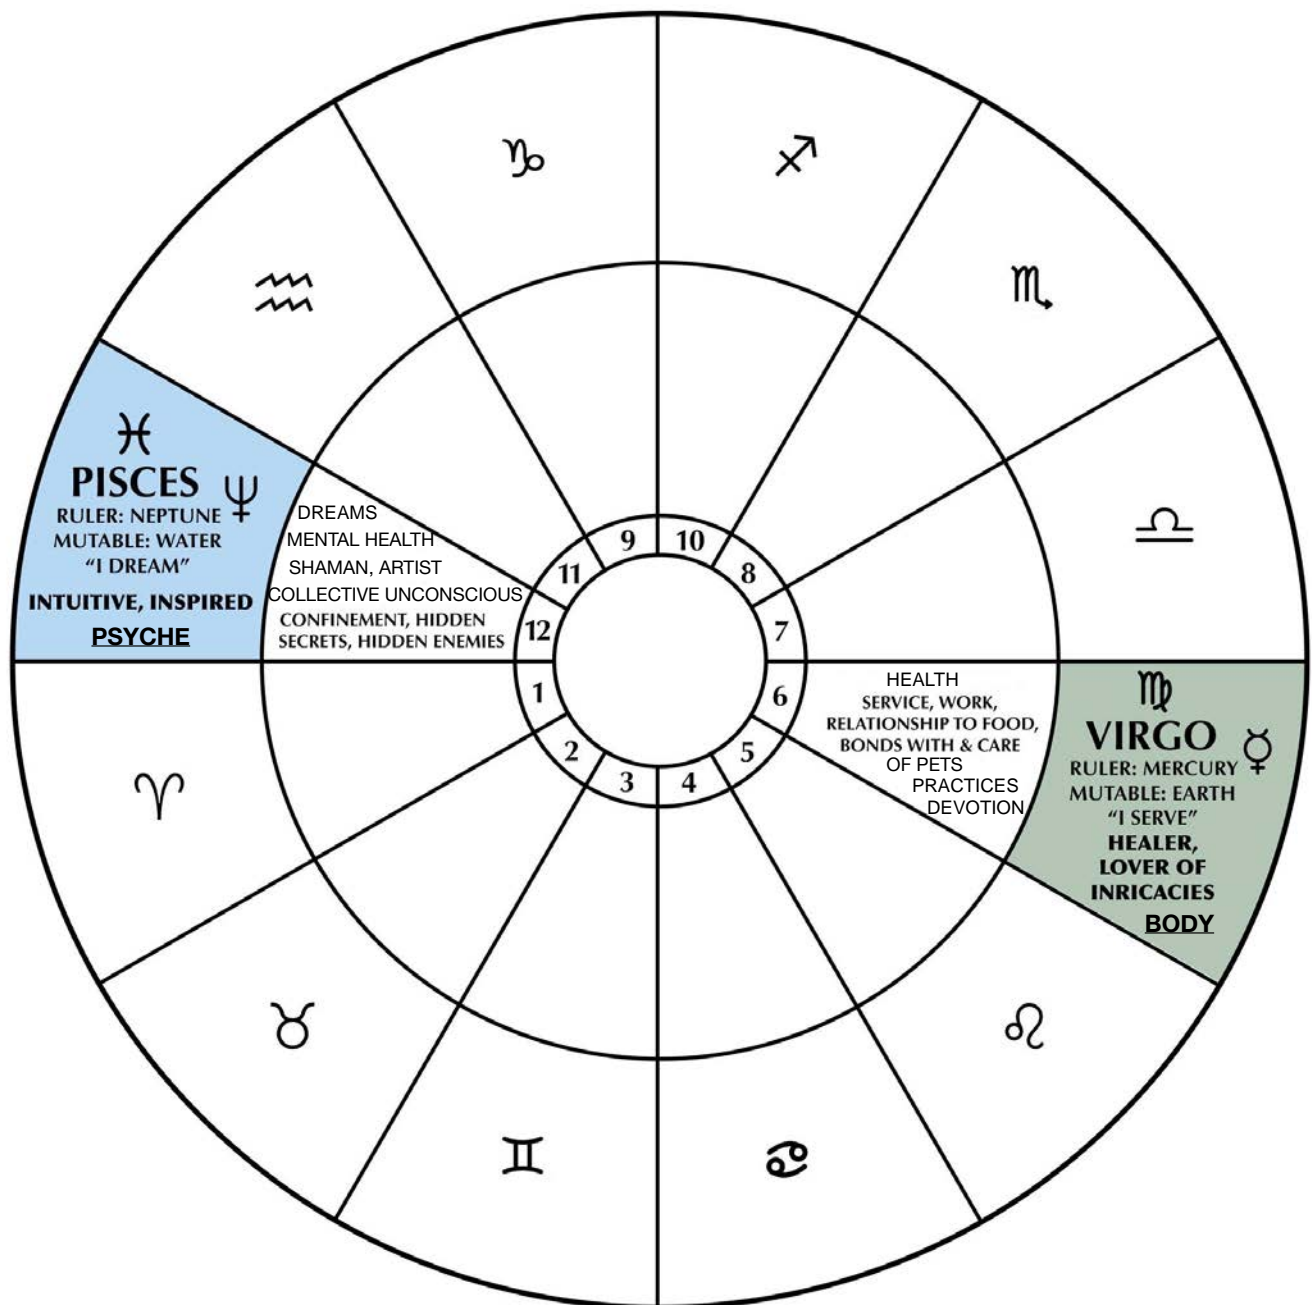 ♑
♐
♒
♏
♓
PISCES ♆
RULER: NEPTUNE
MUTABLE: WATER
“I DREAM”
INTUITIVE, INSPIRED
PSYCHE
DREAMS
MENTAL HEALTH
SHAMAN, ARTIST
COLLECTIVE UNCONSCIOUS
CONFINEMENT, HIDDEN
SECRETS, HIDDEN ENEMIES
♎
9
10
11
8
12
7
1
6
2
5
3
4
HEALTH
SERVICE, WORK,
RELATIONSHIP TO FOOD,
BONDS WITH & CARE
OF PETS
PRACTICES
DEVOTION
♍
VIRGO ☿
RULER: MERCURY
MUTABLE: EARTH
“I SERVE”
HEALER,
LOVER OF
INRICACIES
BODY
♈
♉
♌
♊
♋